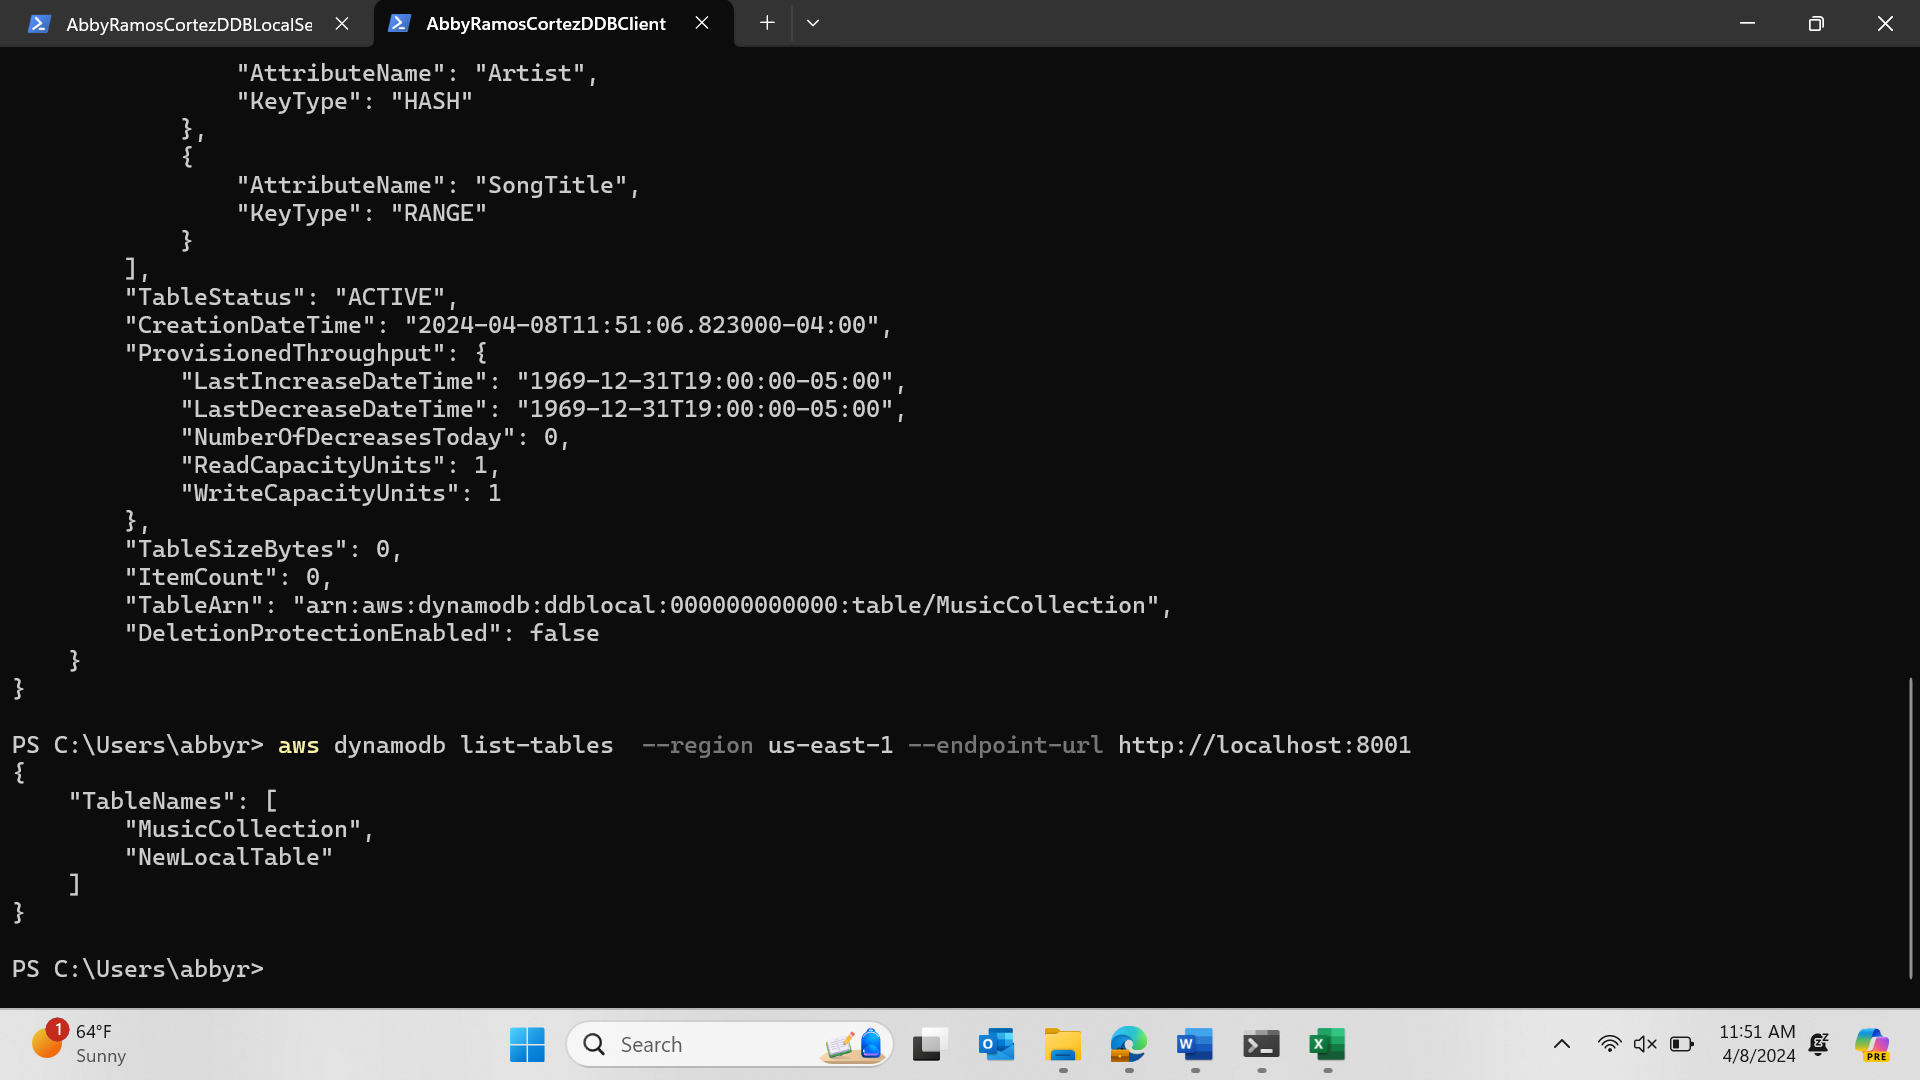 AbbyRamosCortezDDBLocalSe
AbbyRamosCortezDDBClient
"AttributeName": "Artist",
"KeyType": "HASH"
},
{
"AttributeName": "SongTitle",
"KeyType": "RANGE"
}
],
"TableStatus": "ACTIVE",
"CreationDateTime": "2024-04-08T11:51:06.823000-04:00",
"ProvisionedThroughput": {
"LastIncreaseDateTime": "1969-12-31T19:00:00-05:00",
"LastDecreaseDateTime": "1969-12-31T19:00:00-05:00",
"NumberOfDecreasesToday": 0,
"ReadCapacityUnits": 1,
"WriteCapacityUnits": 1
},
"TableSizeBytes": 0,
"ItemCount": 0,
"TableArn": "arn:aws:dynamodb:ddblocal:000000000000:table/MusicCollection",
"DeletionProtectionEnabled": false
}
}
PS C:\Users\abbyr> aws dynamodb list-tables  --region us-east-1 --endpoint-url http://localhost:8001
{
"TableNames": [
"MusicCollection",
"NewLocalTable"
]
}
PS C:\Users\abbyr>
1
64°F
Sunny
Search
11:51 AM
4/8/2024
PRE